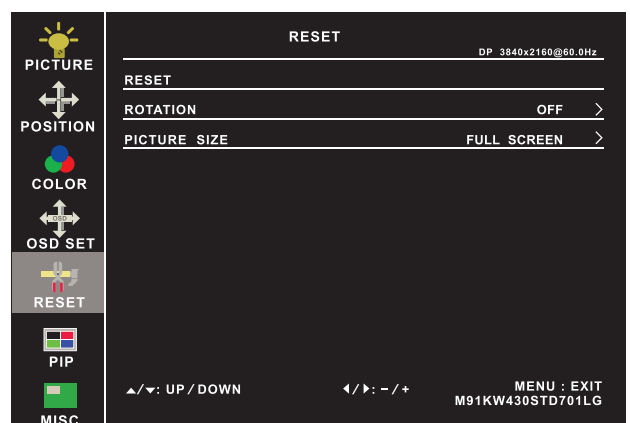 PICTURE
POSITION
COLOR
OSD
OSD SET
RESET
PIP
MISC
RESET
DP 3840x2160@60.0Hz
RESET
ROTATION OFF >
PICTURE SIZE FULL SCREEN >
▲/▼: UP / DOWN ◀/▶: - / + MENU : EXIT
M91KW430STD701LG